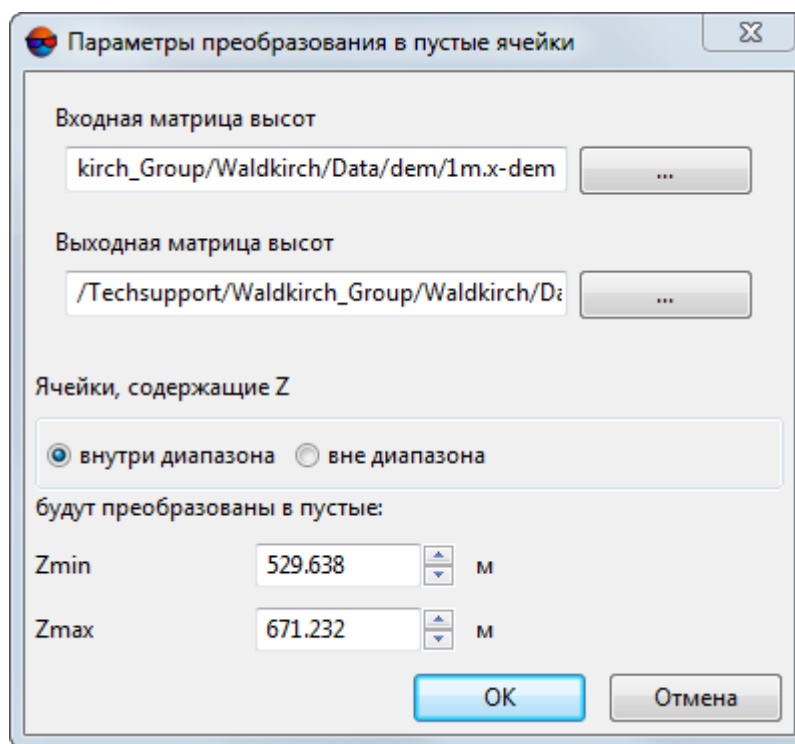 Параметры преобразования в пустые ячейки
Входная матрица высот
kirch_Group/Waldkirch/Data/dem/1m.x-dem
...
Выходная матрица высот
/Techsupport/Waldkirch_Group/Waldkirch/Da
...
Ячейки, содержащие Z
внутри диапазона вне диапазона
будут преобразованы в пустые:
Zmin 529.638 м
Zmax 671.232 м
OK Отмена